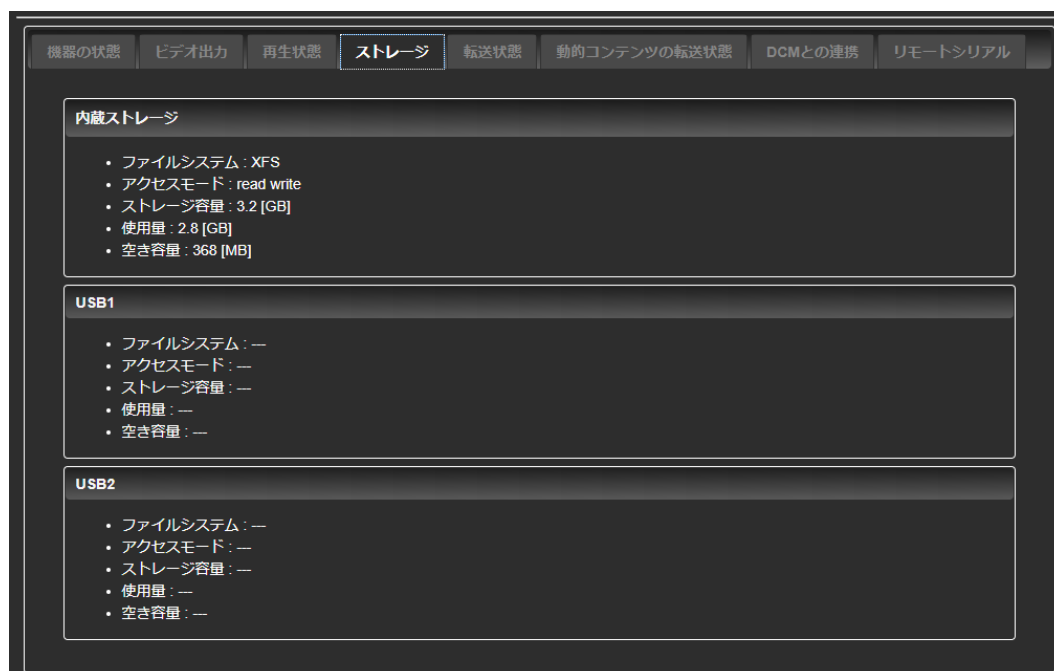 機器の状態 ビデオ出力 再生状態 ストレージ 転送状態 動的コンテンツの転送状態 DCMとの連携 リモートシリアル
内蔵ストレージ
• ファイルシステム : XFS
• アクセスモード : read write
• ストレージ容量 : 3.2 [GB]
• 使用量 : 2.8 [GB]
• 空き容量 : 368 [MB]
USB1
• ファイルシステム : ---
• アクセスモード : ---
• ストレージ容量 : ---
• 使用量 : ---
• 空き容量 : ---
USB2
• ファイルシステム : ---
• アクセスモード : ---
• ストレージ容量 : ---
• 使用量 : ---
• 空き容量 : ---